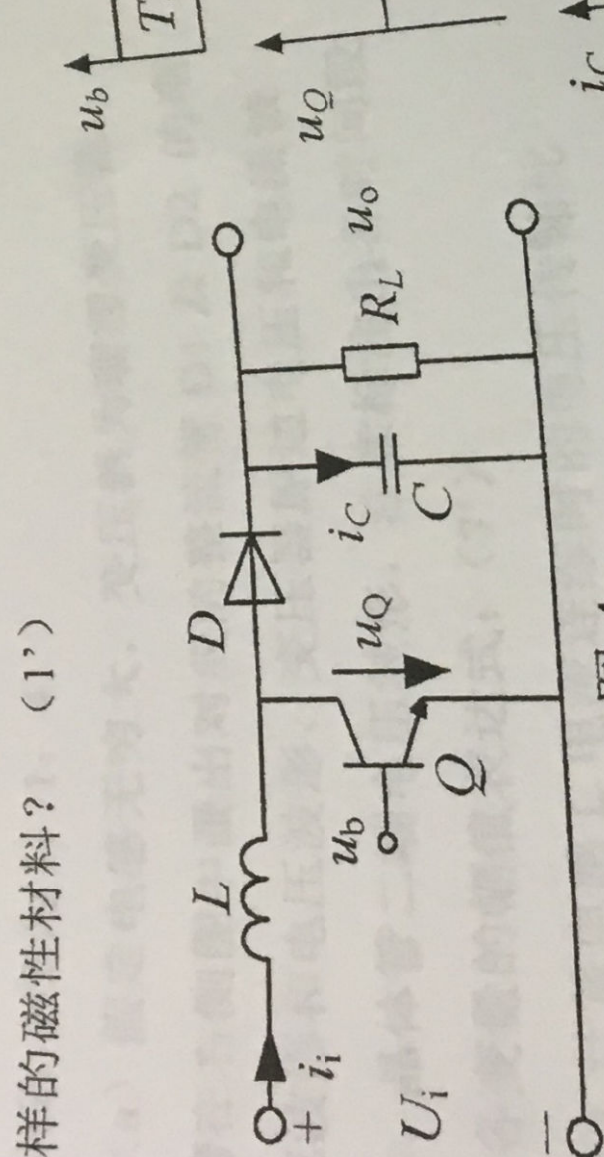 样的磁性材料？（1’）
L
D
+
i_i
i_C
R_L
u_o
U_i
u_b
u_Q
C
Q
−
u_b
T
u_Q
i_C